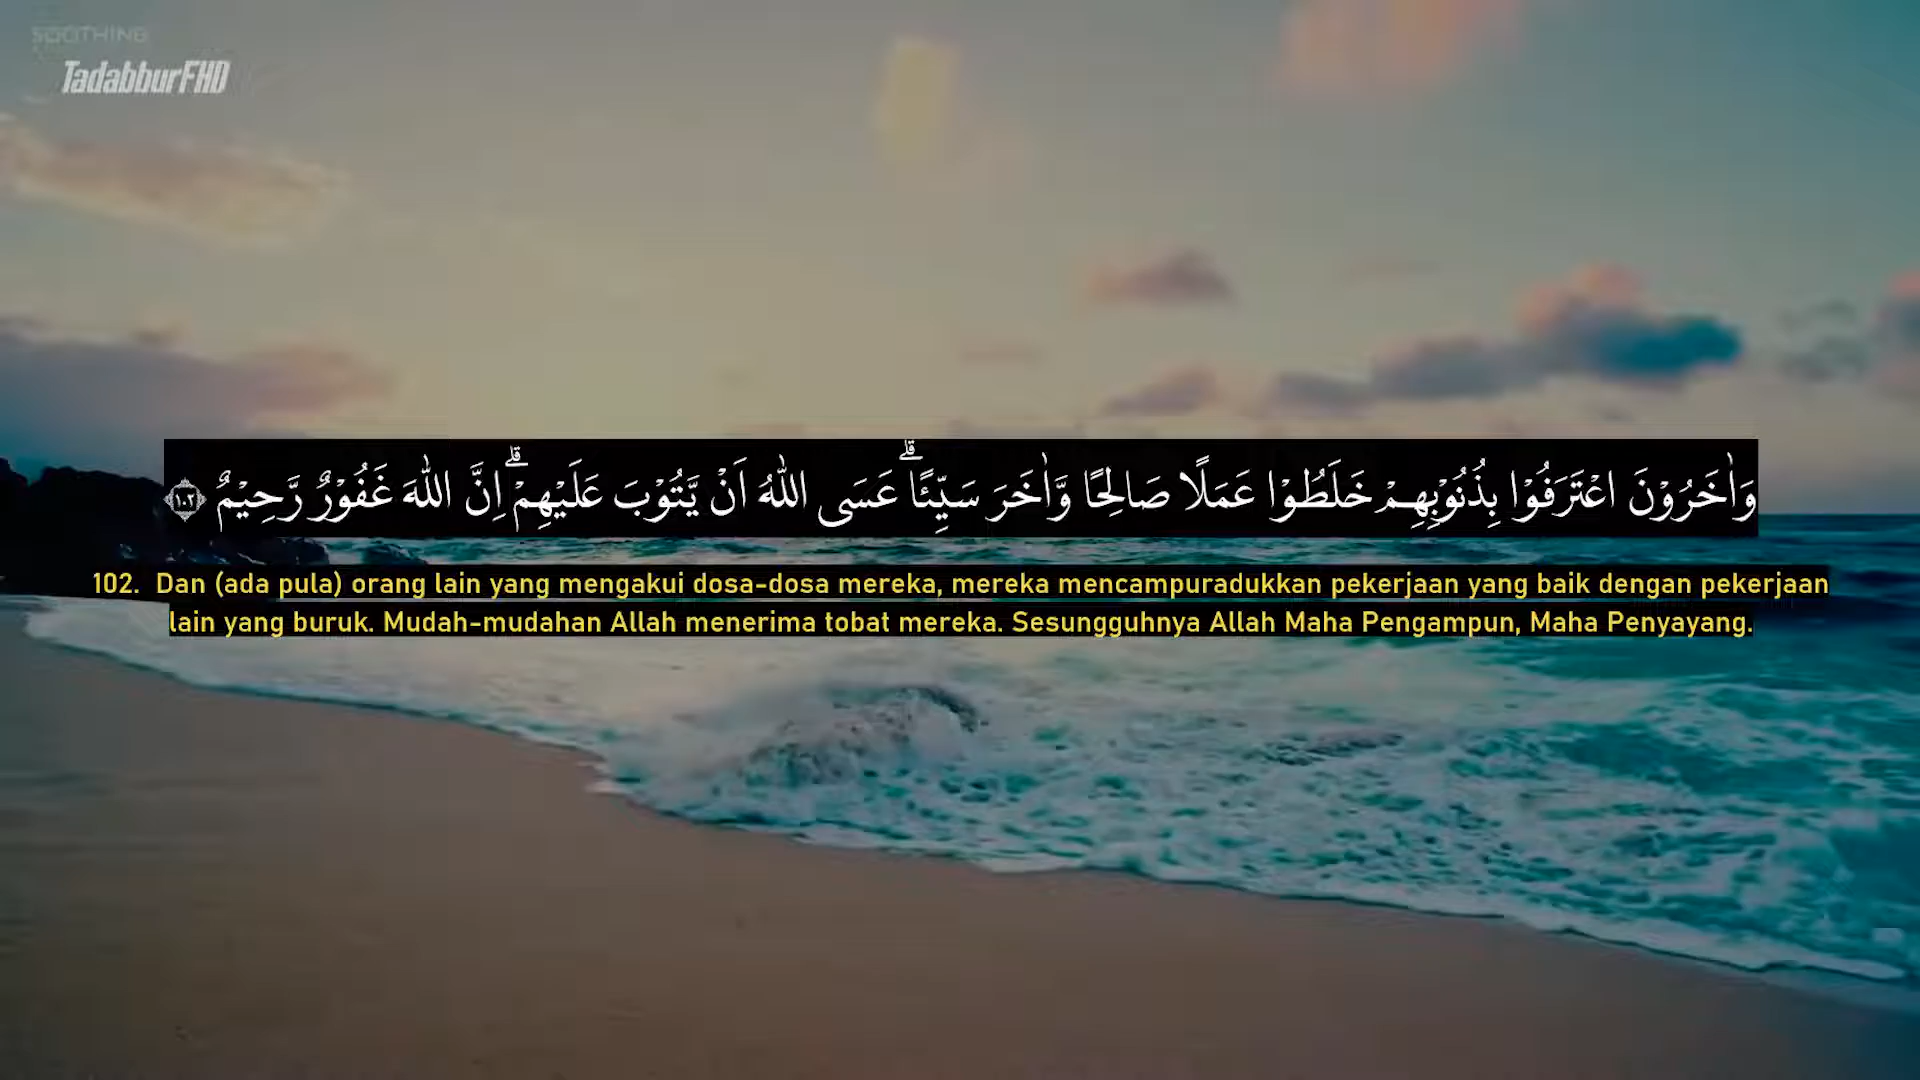 SOOTHING
TadabburFHD
وَاٰخَرُوْنَ اعْتَرَفُوْا بِذُنُوْبِهِمْ خَلَطُوْا عَمَلًا صَالِحًا وَّاٰخَرَ سَيِّئًاۗ عَسَى اللّٰهُ اَنْ يَّتُوْبَ عَلَيْهِمْۗ اِنَّ اللّٰهَ غَفُوْرٌ رَّحِيْمٌ ١٠٢
102. Dan (ada pula) orang lain yang mengakui dosa-dosa mereka, mereka mencampuradukkan pekerjaan yang baik dengan pekerjaan
lain yang buruk. Mudah-mudahan Allah menerima tobat mereka. Sesungguhnya Allah Maha Pengampun, Maha Penyayang.